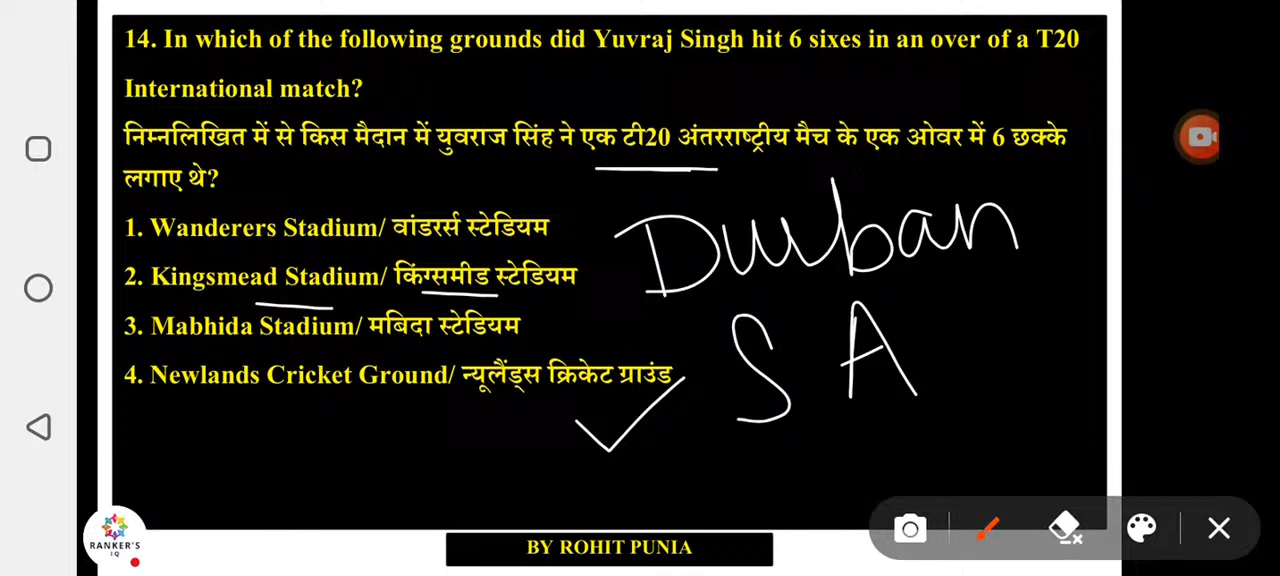 14. In which of the following grounds did Yuvraj Singh hit 6 sixes in an over of a T20
International match?
निम्नलिखित में से किस मैदान में युवराज सिंह ने एक टी20 अंतरराष्ट्रीय मैच के एक ओवर में 6 छक्के
लगाए थे?
1. Wanderers Stadium/ वांडरर्स स्टेडियम
Durban
2. Kingsmead Stadium/ किंग्समीड स्टेडियम
3. Mabhida Stadium/ मबिदा स्टेडियम
S A
4. Newlands Cricket Ground/ न्यूलैंड्स क्रिकेट ग्राउंड
RANKER'S
IQ
BY ROHIT PUNIA